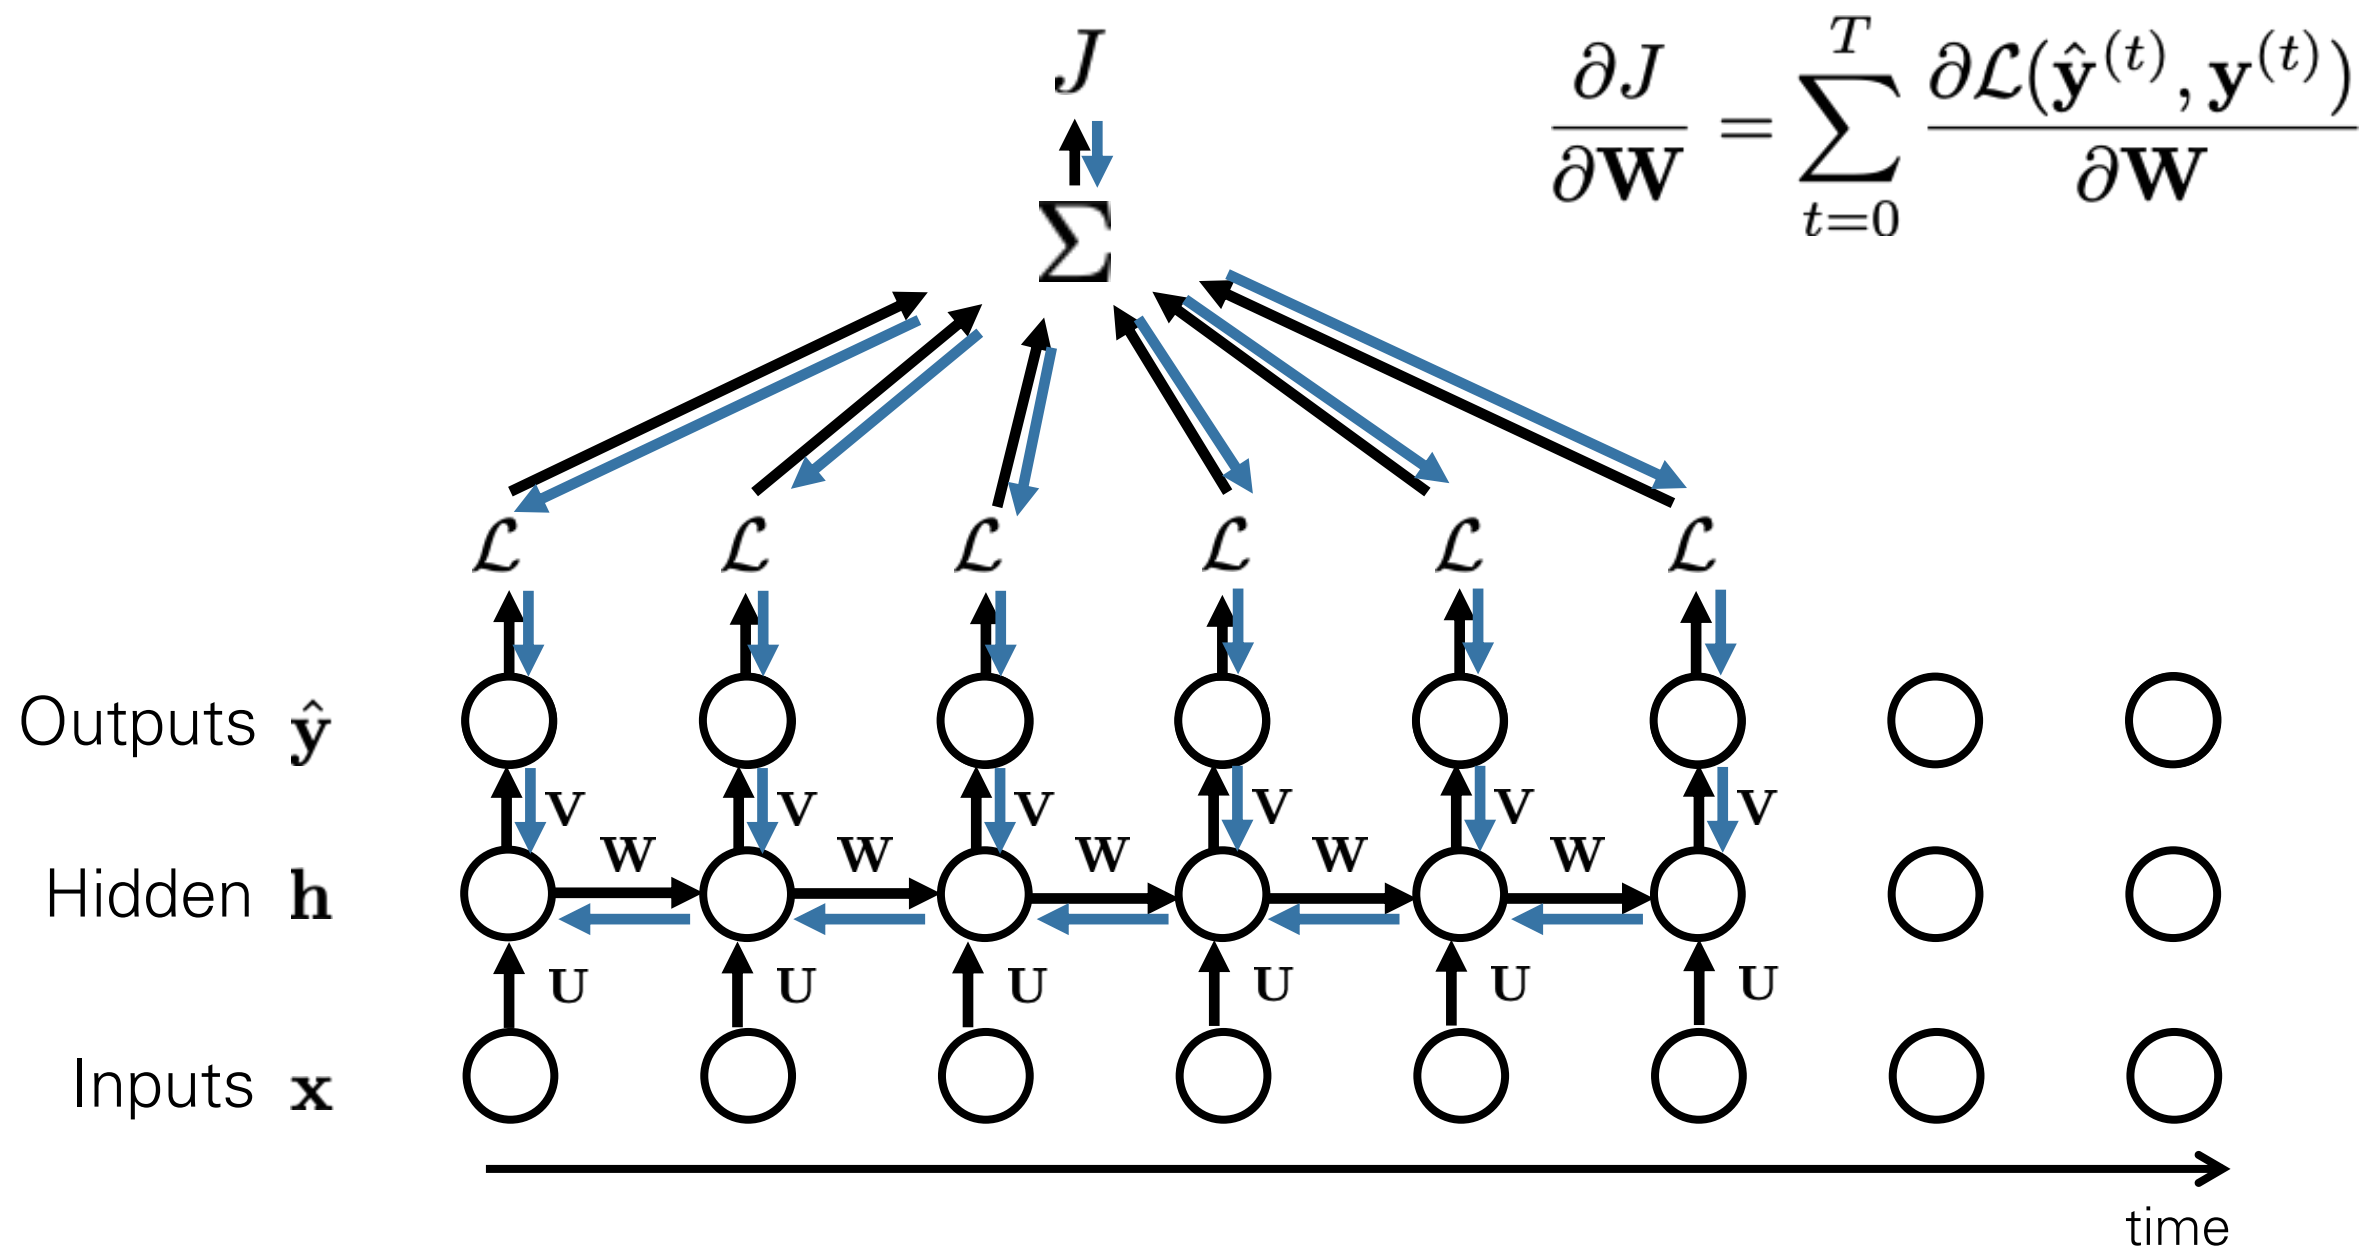 J
∂J/∂W = Σ_{t=0}^{T} ∂ℒ(ŷ^{(t)}, y^{(t)})/∂W
Σ
ℒ ℒ ℒ ℒ ℒ ℒ
Outputs ŷ
V V V V V V
W W W W W
Hidden h
U U U U U U
Inputs x
time